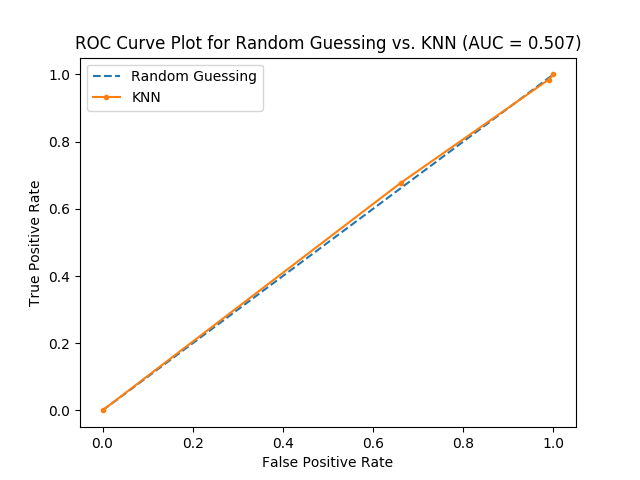 ROC Curve Plot for Random Guessing vs. KNN (AUC = 0.507)
Random Guessing
KNN
1.0
0.8
0.6
0.4
0.2
0.0
True Positive Rate
0.0 0.2 0.4 0.6 0.8 1.0
False Positive Rate